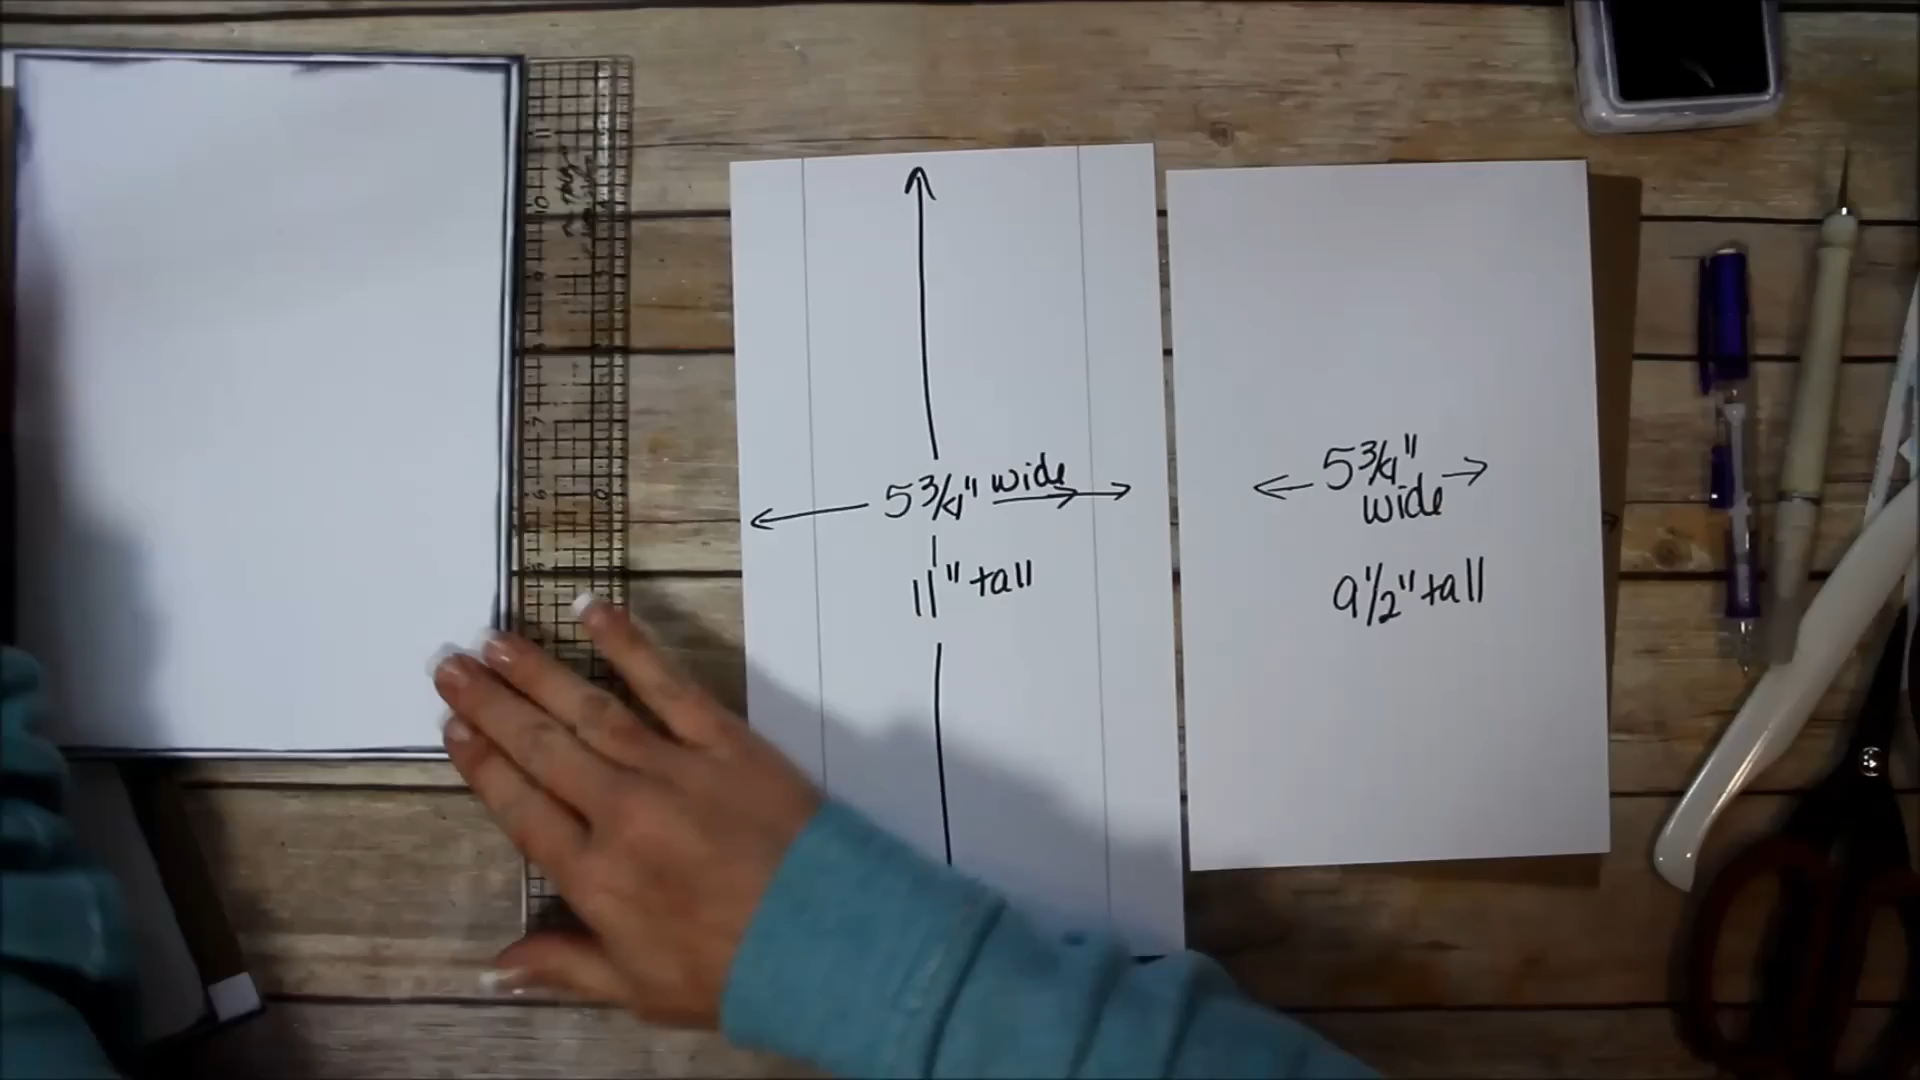 5 3/4" wide
11" tall
5 3/4"
wide
9 1/2" tall